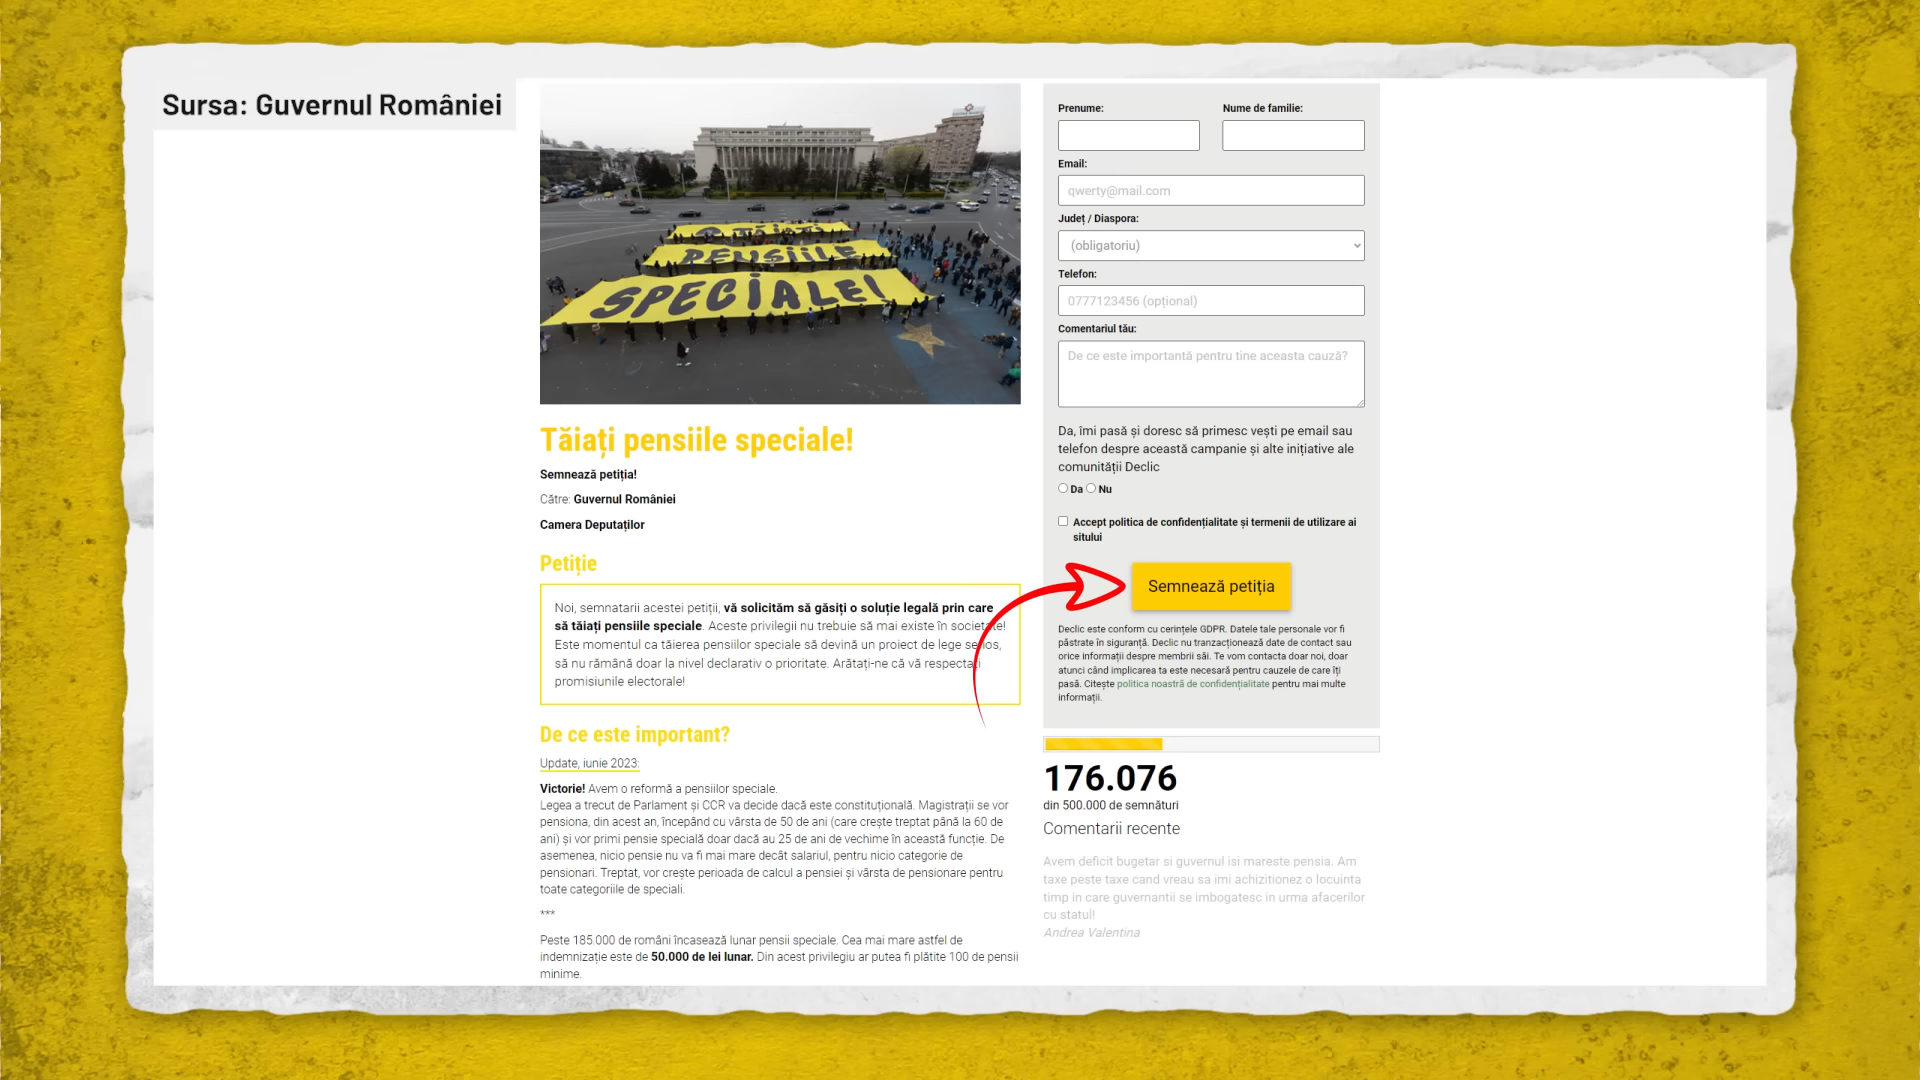 Sursa: Guvernul României
TĂIAȚI
PENSIILE
SPECIALE!
Tăiați pensiile speciale!
Semnează petiția!
Către: Guvernul României
Camera Deputaților
Petiție
Noi, semnatarii acestei petiții, vă solicităm să găsiți o soluție legală prin care
să tăiați pensiile speciale. Aceste privilegii nu trebuie să mai existe în societate!
Este momentul ca tăierea pensiilor speciale să devină un proiect de lege serios,
să nu rămână doar la nivel declarativ o prioritate. Arătați-ne că vă respectați
promisiunile electorale!
De ce este important?
Update, iunie 2023:
Victorie! Avem o reformă a pensiilor speciale.
Legea a trecut de Parlament și CCR va decide dacă este constituțională. Magistrații se vor
pensiona, din acest an, începând cu vârsta de 50 de ani (care crește treptat până la 60 de
ani) și vor primi pensie specială doar dacă au 25 de ani de vechime în această funcție. De
asemenea, nicio pensie nu va fi mai mare decât salariul, pentru nicio categorie de
pensionari. Treptat, vor crește perioada de calcul a pensiei și vârsta de pensionare pentru
toate categoriile de speciali.
***
Peste 185.000 de români încasează lunar pensii speciale. Cea mai mare astfel de
indemnizație este de 50.000 de lei lunar. Din acest privilegiu ar putea fi plătite 100 de pensii
minime.
Prenume: Nume de familie:
Email:
qwerty@mail.com
Județ / Diaspora:
(obligatoriu)
Telefon:
0777123456 (opțional)
Comentariul tău:
De ce este importantă pentru tine aceasta cauză?
Da, îmi pasă și doresc să primesc vești pe email sau
telefon despre această campanie și alte inițiative ale
comunității Declic
Da Nu
Accept politica de confidențialitate și termenii de utilizare ai
sitului
Semnează petiția
Declic este conform cu cerințele GDPR. Datele tale personale vor fi
păstrate în siguranță. Declic nu tranzacționează date de contact sau
orice informații despre membrii săi. Te vom contacta doar noi, doar
atunci când implicarea ta este necesară pentru cauzele de care îți
pasă. Citește politica noastră de confidențialitate pentru mai multe
informații.
176.076
din 500.000 de semnături
Comentarii recente
Avem deficit bugetar si guvernul isi mareste pensia. Am
taxe peste taxe cand vreau sa imi achizitionez o locuinta
timp in care guvernantii se imbogatesc in urma afacerilor
cu statul!
Andrea Valentina